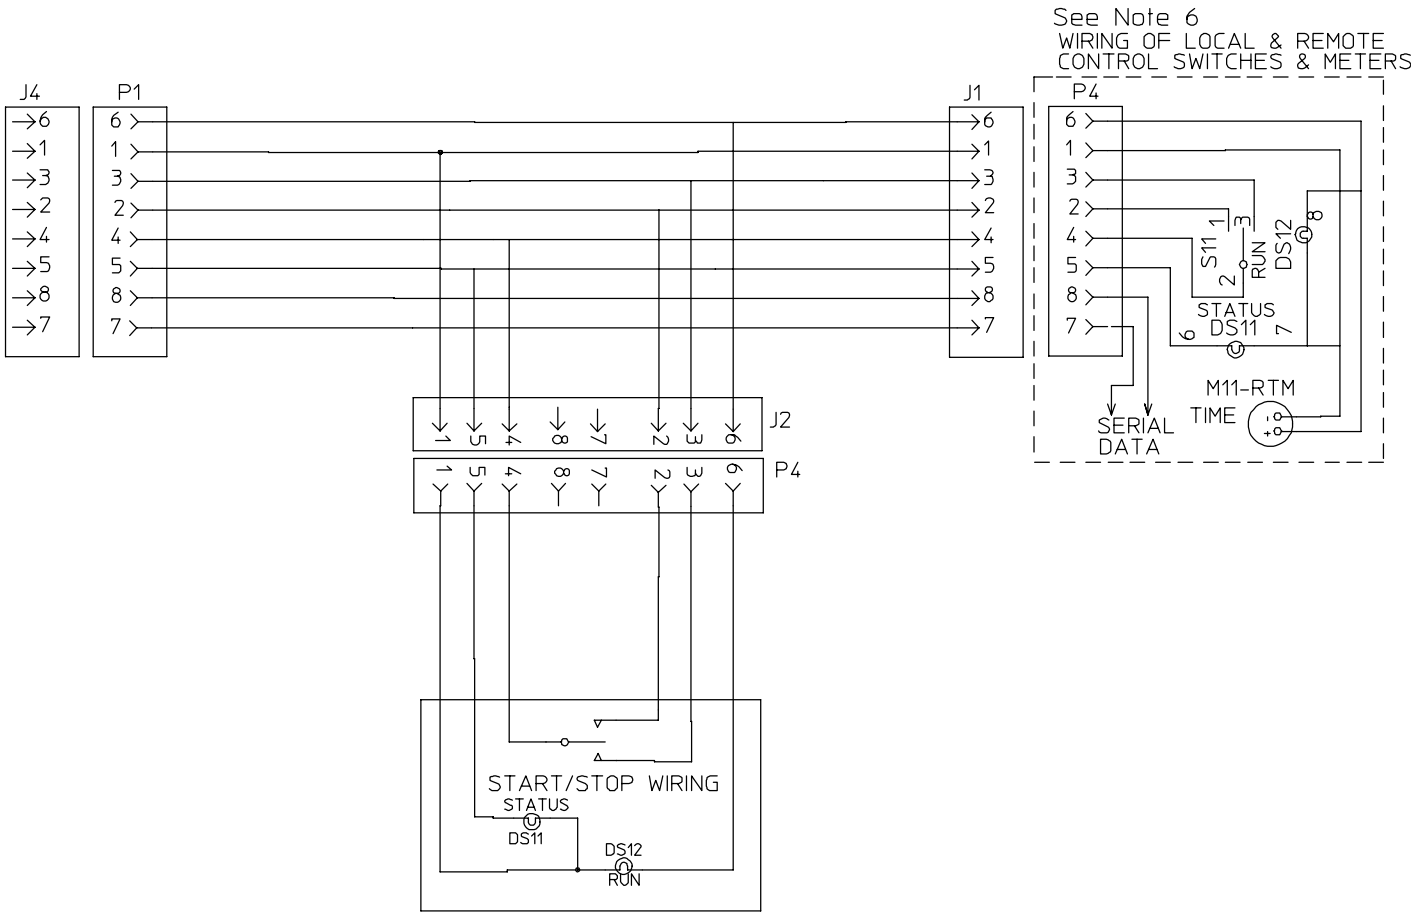 See Note 6
WIRING OF LOCAL & REMOTE
CONTROL SWITCHES & METERS
J4
P1
J1
P4
6
6
6
6
1
1
1
1
3
3
3
3
2
2
2
2
4
4
4
4
5
5
5
5
8
8
8
8
7
7
7
7
S11
1
3
2
RUN
DS12
8
STATUS
DS11
6
7
M11-RTM
TIME
- 
+
SERIAL
DATA
1 5 4 8 7 2 3 6
J2
1 5 4 8 7 2 3 6
P4
START/STOP WIRING
STATUS
DS11
DS12
RUN